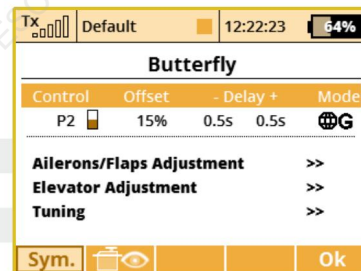 Tx Default 12:22:23 64%
Butterfly
Control Offset - Delay + Mode
P2 15% 0.5s 0.5s G
Ailerons/Flaps Adjustment >>
Elevator Adjustment >>
Tuning >>
Sym. Ok